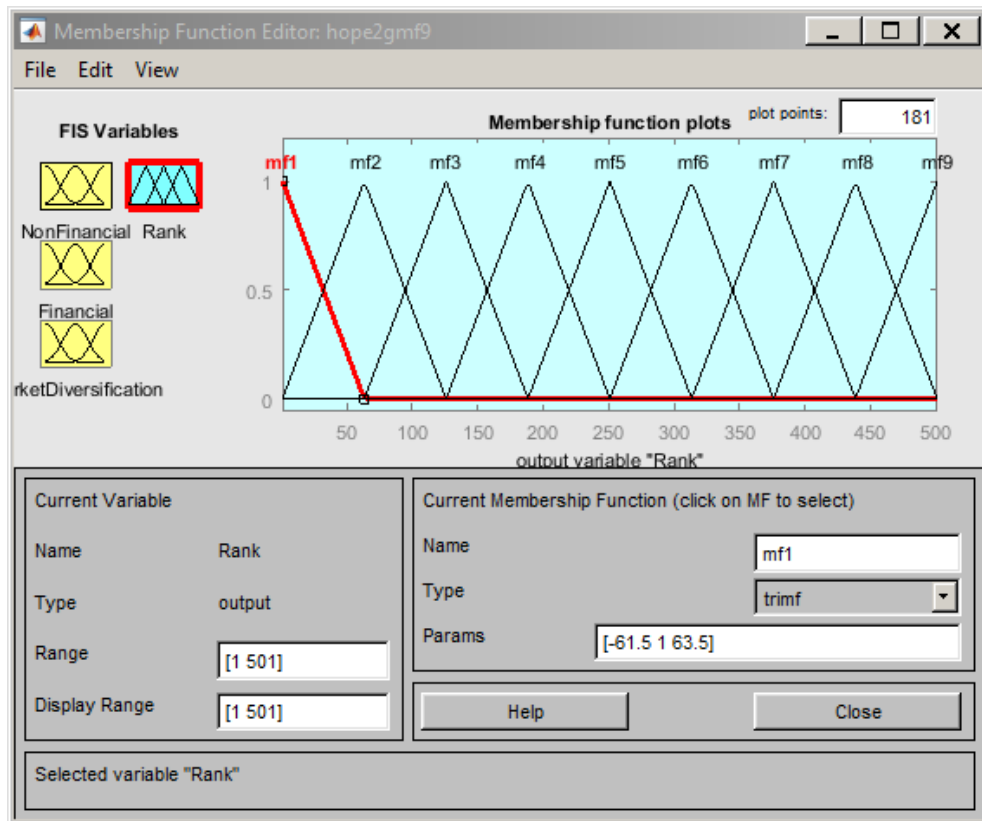 Membership Function Editor: hope2gmf9
File Edit View
FIS Variables
NonFinancial Rank
Financial
rketDiversification
Membership function plots plot points: 181
mf1 mf2 mf3 mf4 mf5 mf6 mf7 mf8 mf9
1
0.5
0
50 100 150 200 250 300 350 400 450 500
output variable "Rank"
Current Variable
Name Rank
Type output
Range [1 501]
Display Range [1 501]
Current Membership Function (click on MF to select)
Name mf1
Type trimf
Params [-61.5 1 63.5]
Help Close
Selected variable "Rank"